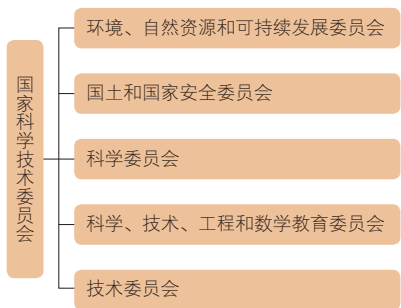 国家科学技术委员会
环境、自然资源和可持续发展委员会
国土和国家安全委员会
科学委员会
科学、技术、工程和数学教育委员会
技术委员会